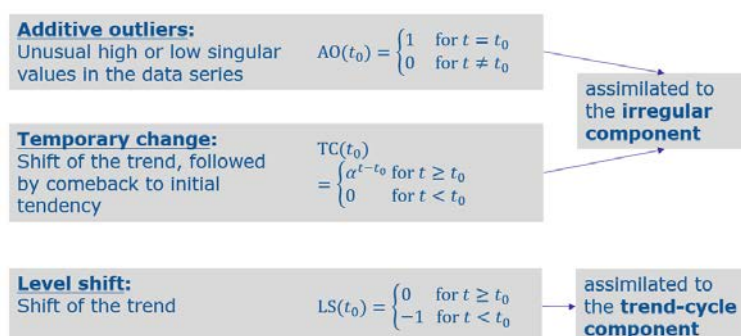 Additive outliers:
Unusual high or low singular
values in the data series
AO(t₀) = {1 for t = t₀
0 for t ≠ t₀
assimilated to
the irregular
component
Temporary change:
Shift of the trend, followed
by comeback to initial
tendency
TC(t₀)
= {α^{t−t₀} for t ≥ t₀
0 for t < t₀
Level shift:
Shift of the trend
LS(t₀) = {0 for t ≥ t₀
−1 for t < t₀
assimilated to
the trend-cycle
component